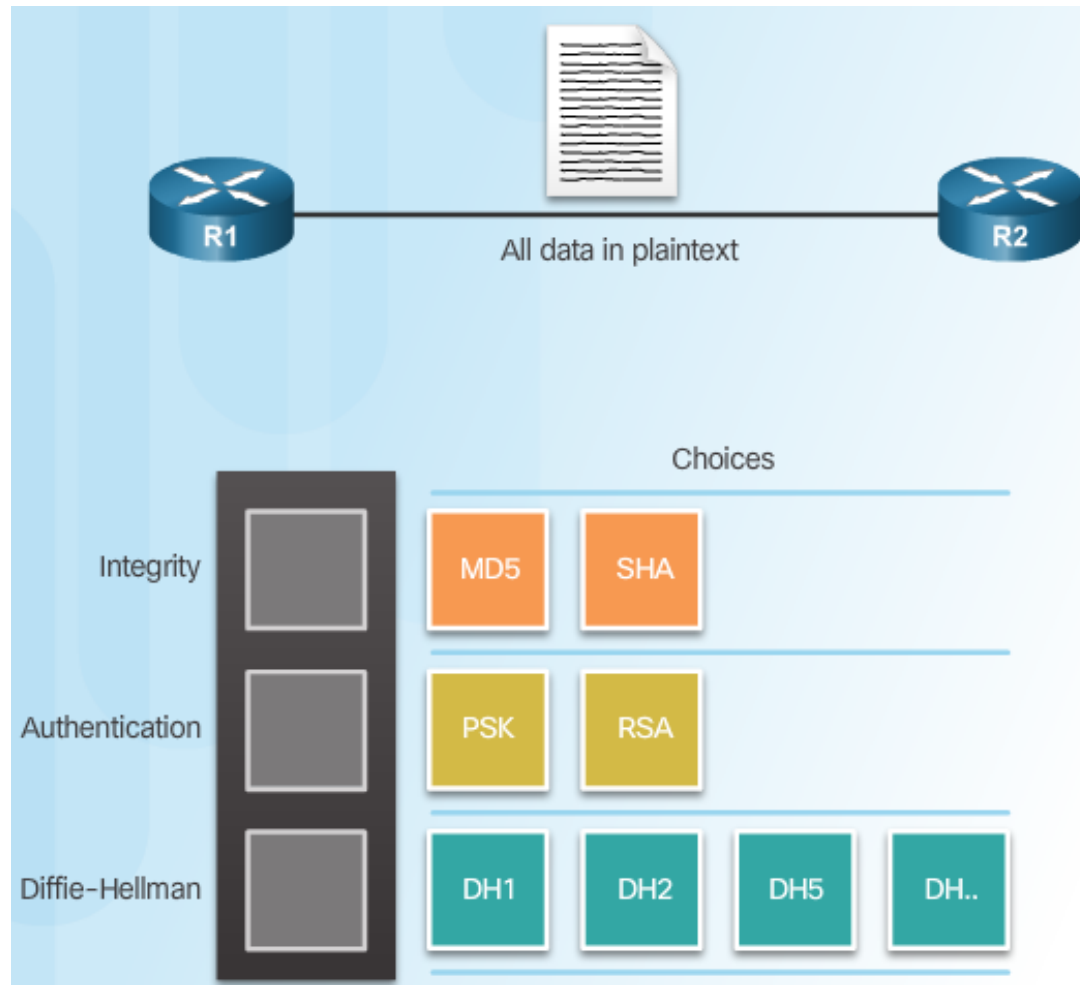 R1
R2
All data in plaintext
Choices
Integrity
MD5
SHA
Authentication
PSK
RSA
Diffie-Hellman
DH1
DH2
DH5
DH..